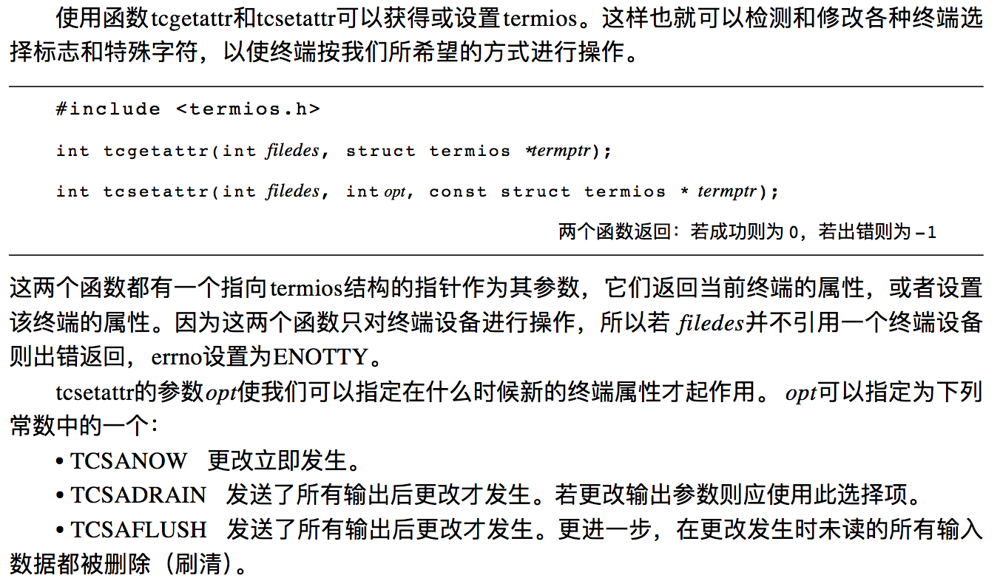 使用函数tcgetattr和tcsetattr可以获得或设置termios。这样也就可以检测和修改各种终端选
择标志和特殊字符，以使终端按我们所希望的方式进行操作。
#include <termios.h>
int tcgetattr(int filedes, struct termios *termptr);
int tcsetattr(int filedes, int opt, const struct termios * termptr);
两个函数返回：若成功则为 0，若出错则为 –1
这两个函数都有一个指向termios结构的指针作为其参数，它们返回当前终端的属性，或者设置
该终端的属性。因为这两个函数只对终端设备进行操作，所以若 filedes并不引用一个终端设备
则出错返回，errno设置为ENOTTY。
tcsetattr的参数opt使我们可以指定在什么时候新的终端属性才起作用。 opt可以指定为下列
常数中的一个：
• TCSANOW 更改立即发生。
• TCSADRAIN 发送了所有输出后更改才发生。若更改输出参数则应使用此选择项。
• TCSAFLUSH 发送了所有输出后更改才发生。更进一步，在更改发生时未读的所有输入
数据都被删除（刷清）。